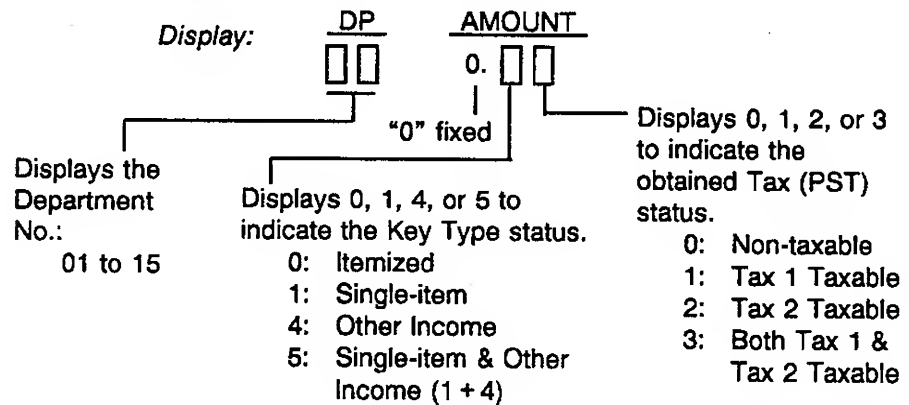 DP AMOUNT
Display:
0.
"0" fixed
Displays the
Department
No.:
01 to 15
Displays 0, 1, 4, or 5 to
indicate the Key Type status.
0: Itemized
1: Single-item
4: Other Income
5: Single-item & Other
Income (1 + 4)
Displays 0, 1, 2, or 3
to indicate the
obtained Tax (PST)
status.
0: Non-taxable
1: Tax 1 Taxable
2: Tax 2 Taxable
3: Both Tax 1 &
Tax 2 Taxable